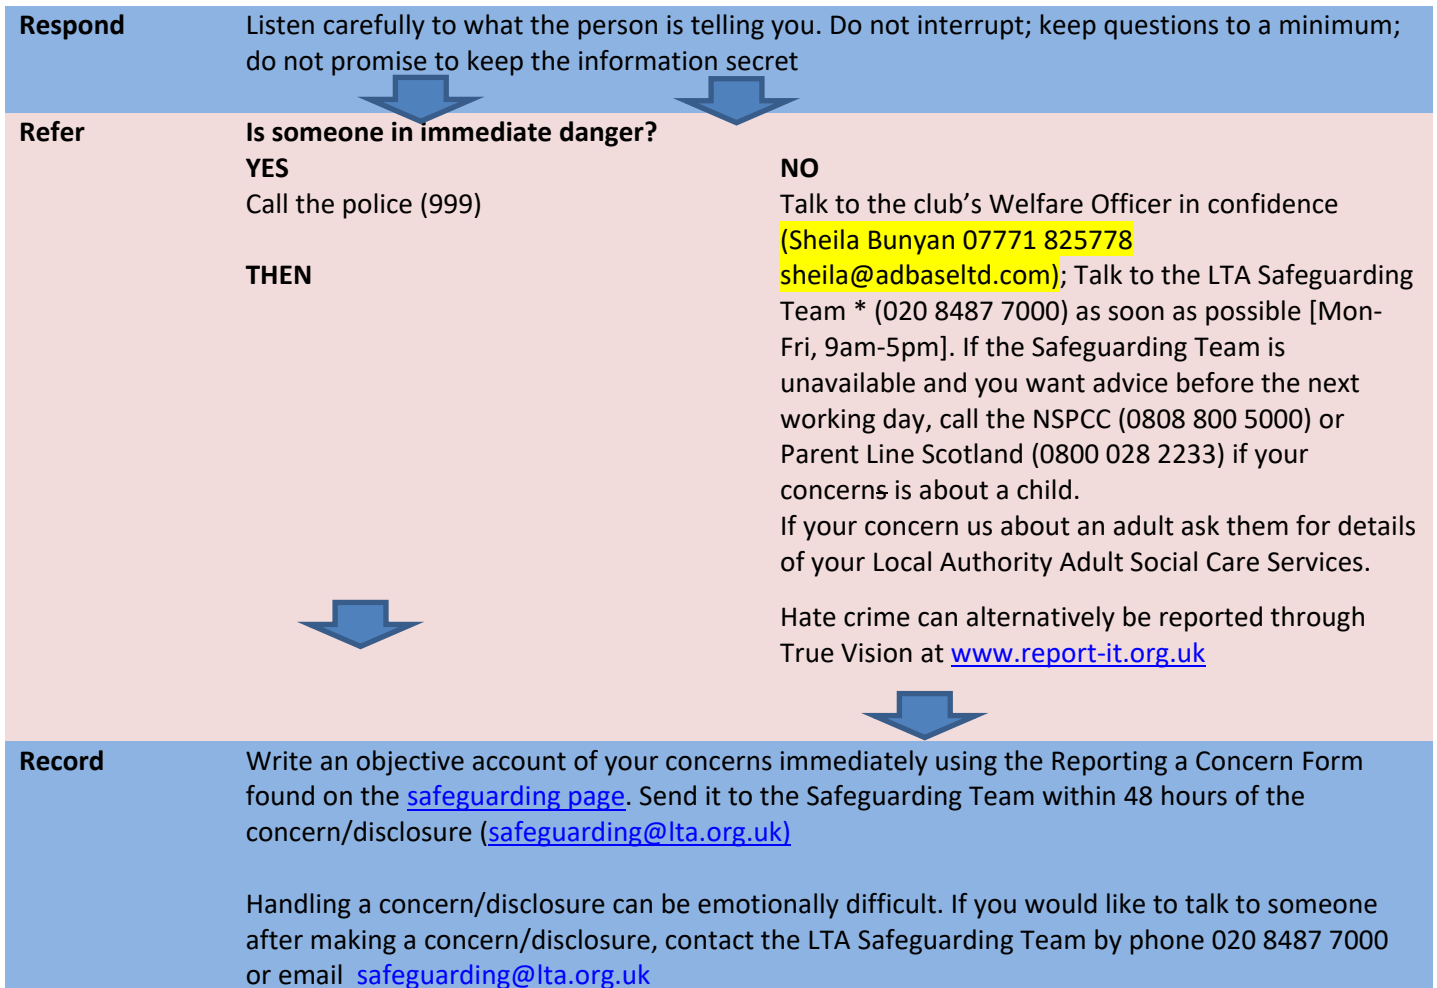 Respond
Listen carefully to what the person is telling you. Do not interrupt; keep questions to a minimum;
do not promise to keep the information secret
Refer
Is someone in immediate danger?
YES
Call the police (999)
THEN
NO
Talk to the club’s Welfare Officer in confidence
(Sheila Bunyan 07771 825778
sheila@adbaseltd.com); Talk to the LTA Safeguarding
Team * (020 8487 7000) as soon as possible [Mon-
Fri, 9am-5pm]. If the Safeguarding Team is
unavailable and you want advice before the next
working day, call the NSPCC (0808 800 5000) or
Parent Line Scotland (0800 028 2233) if your
concerns is about a child.
If your concern us about an adult ask them for details
of your Local Authority Adult Social Care Services.
Hate crime can alternatively be reported through
True Vision at www.report-it.org.uk
Record
Write an objective account of your concerns immediately using the Reporting a Concern Form
found on the safeguarding page. Send it to the Safeguarding Team within 48 hours of the
concern/disclosure (safeguarding@lta.org.uk)
Handling a concern/disclosure can be emotionally difficult. If you would like to talk to someone
after making a concern/disclosure, contact the LTA Safeguarding Team by phone 020 8487 7000
or email safeguarding@lta.org.uk